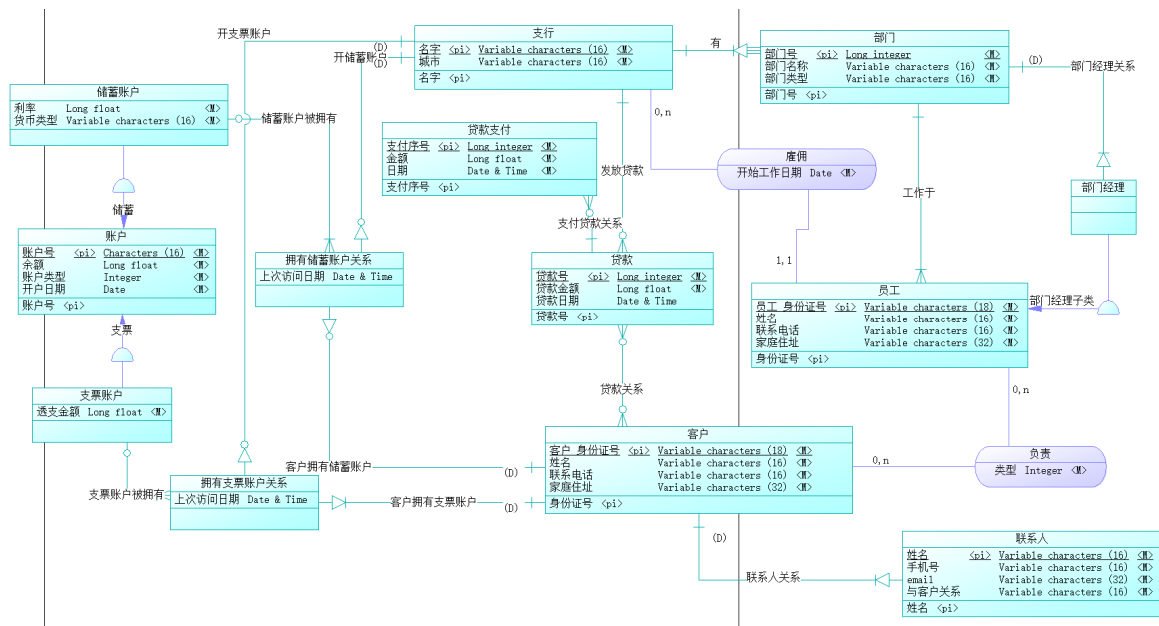 开支票账户
(D)
开储蓄账户
(D)
支行
名字 <pi> Variable characters (16) <M>
城市 Variable characters (16) <M>
名字 <pi>
有
部门
部门号 <pi> Long integer <M>
部门名称 Variable characters (16) <M>
部门类型 Variable characters (16) <M>
部门号 <pi>
(D)
部门经理关系
储蓄账户
利率 Long float <M>
货币类型 Variable characters (16) <M>
储蓄账户被拥有
贷款支付
支付序号 <pi> Long integer <M>
金额 Long float <M>
日期 Date & Time <M>
支付序号 <pi>
0,n
发放贷款
雇佣
开始工作日期 Date <M>
工作于
部门经理
储蓄
支付贷款关系
账户
账户号 <pi> Characters (16) <M>
余额 Long float <M>
账户类型 Integer <M>
开户日期 Date <M>
账户号 <pi>
拥有储蓄账户关系
上次访问日期 Date & Time
贷款
贷款号 <pi> Long integer <M>
贷款金额 Long float <M>
贷款日期 Date & Time
贷款号 <pi>
1,1
员工
员工_身份证号 <pi> Variable characters (18) <M>
姓名 Variable characters (16) <M>
联系电话 Variable characters (16) <M>
家庭住址 Variable characters (32) <M>
身份证号 <pi>
部门经理子类
支票
支票账户
透支金额 Long float <M>
贷款关系
0,n
客户
客户_身份证号 <pi> Variable characters (18) <M>
姓名 Variable characters (16) <M>
联系电话 Variable characters (16) <M>
家庭住址 Variable characters (32) <M>
身份证号 <pi>
0,n
负责
类型 Integer <M>
客户拥有储蓄账户
(D)
支票账户被拥有
拥有支票账户关系
上次访问日期 Date & Time
客户拥有支票账户
(D)
(D)
联系人关系
联系人
姓名 <pi> Variable characters (16) <M>
手机号 Variable characters (16) <M>
email Variable characters (32) <M>
与客户关系 Variable characters (16) <M>
姓名 <pi>